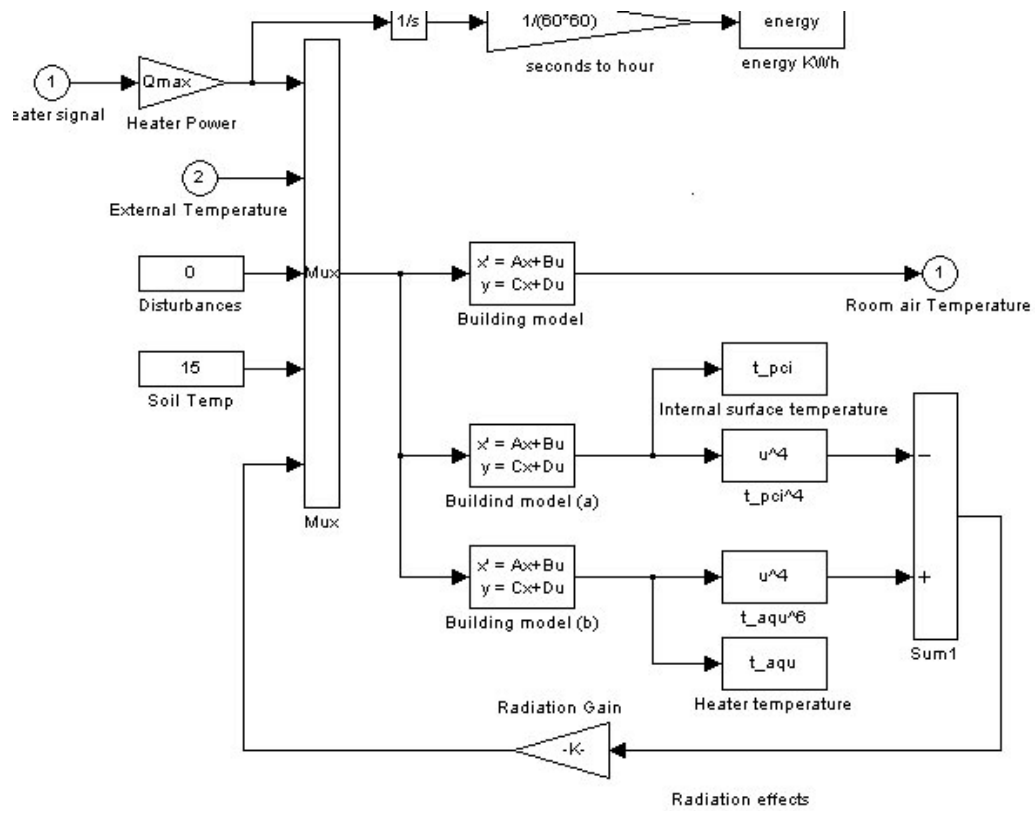 1/s
1/(60*60)
energy
seconds to hour
energy KWh
1
Qmax
eater signal
Heater Power
2
External Temperature
0
Mux
x' = Ax+Bu
y = Cx+Du
1
Disturbances
Building model
Room air Temperature
15
t_pci
Soil Temp
Internal surface temperature
x' = Ax+Bu
y = Cx+Du
u^4
−
Buildind model (a)
t_pci^4
Mux
x' = Ax+Bu
y = Cx+Du
u^4
+
Building model (b)
t_aqu^6
Sum1
t_aqu
Radiation Gain
Heater temperature
-K-
Radiation effects